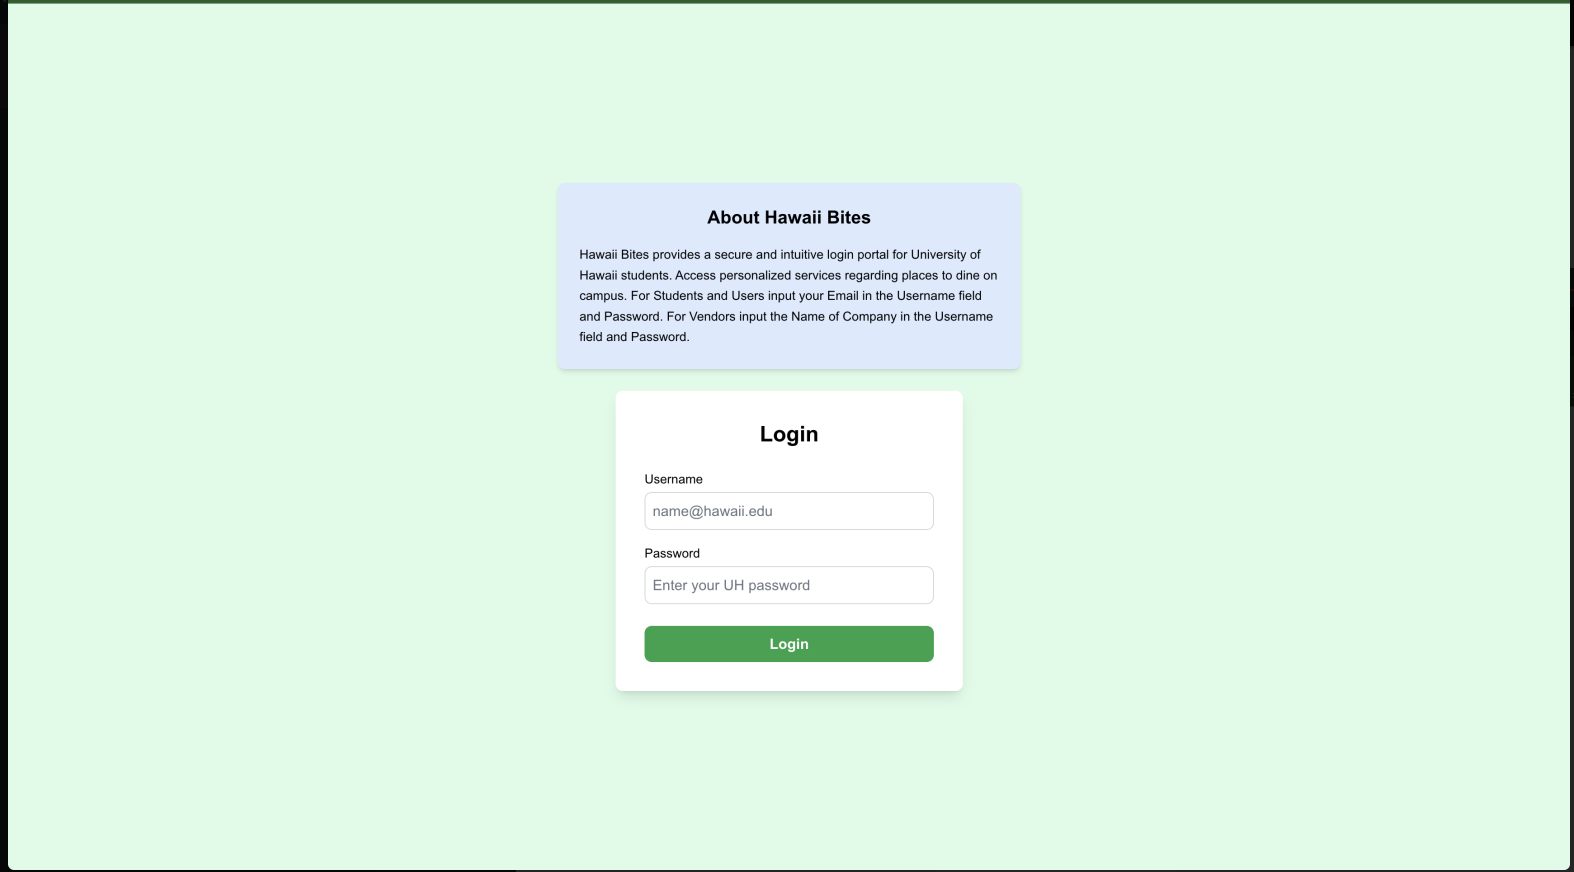 About Hawaii Bites
Hawaii Bites provides a secure and intuitive login portal for University of
Hawaii students. Access personalized services regarding places to dine on
campus. For Students and Users input your Email in the Username field
and Password. For Vendors input the Name of Company in the Username
field and Password.
Login
Username
name@hawaii.edu
Password
Enter your UH password
Login